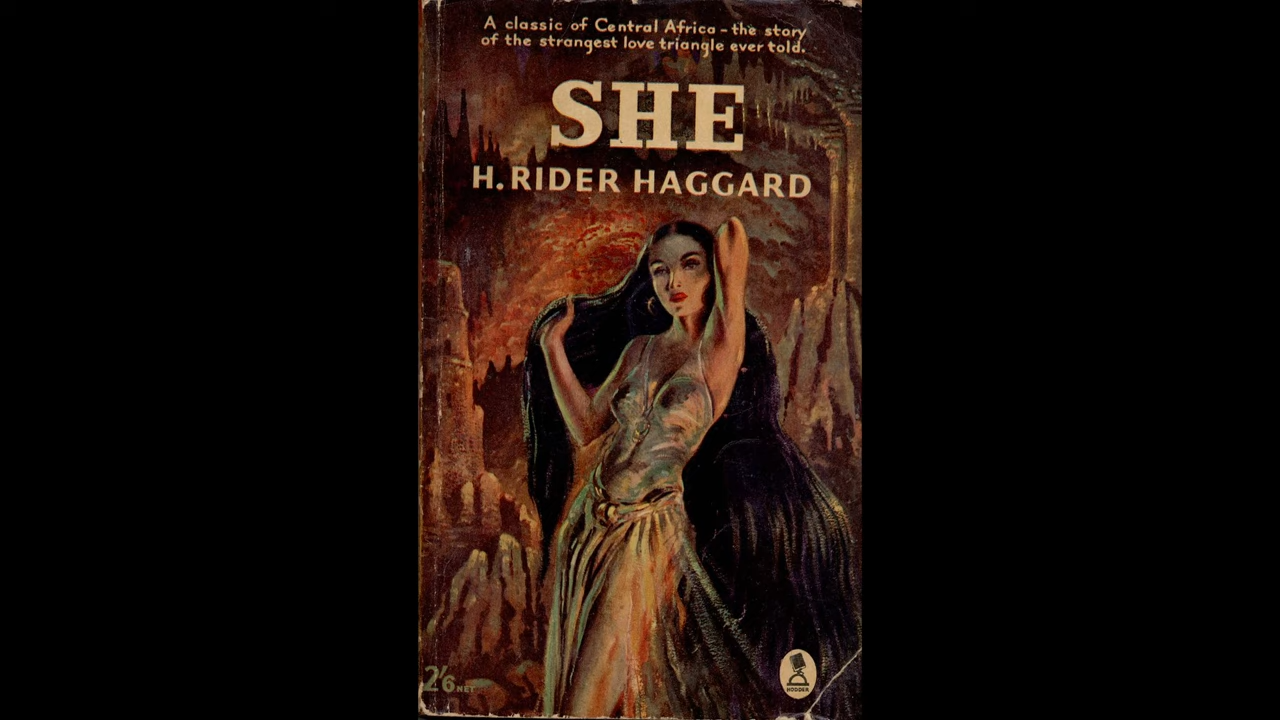 A classic of Central Africa – the story
of the strangest love triangle ever told.
SHE
H. RIDER HAGGARD
2/6 NET
HODDER